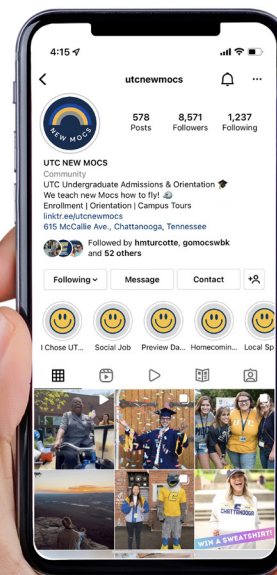 4:15
utcnewmocs
NEW MOCS
578
8,571
1,237
Posts
Followers
Following
UTC NEW MOCS
Community
UTC Undergraduate Admissions & Orientation
We teach new Mocs how to fly!
Enrollment | Orientation | Campus Tours
linktr.ee/utcnewmocs
615 McCallie Ave., Chattanooga, Tennessee
Followed by hmturcotte, gomocswbk
and 52 others
Following
Message
Contact
I Chose UT...
Social Job
Preview Da...
Homecomin...
Local Sp
CHATTANOOGA
WIN A SWEATSHIRT!